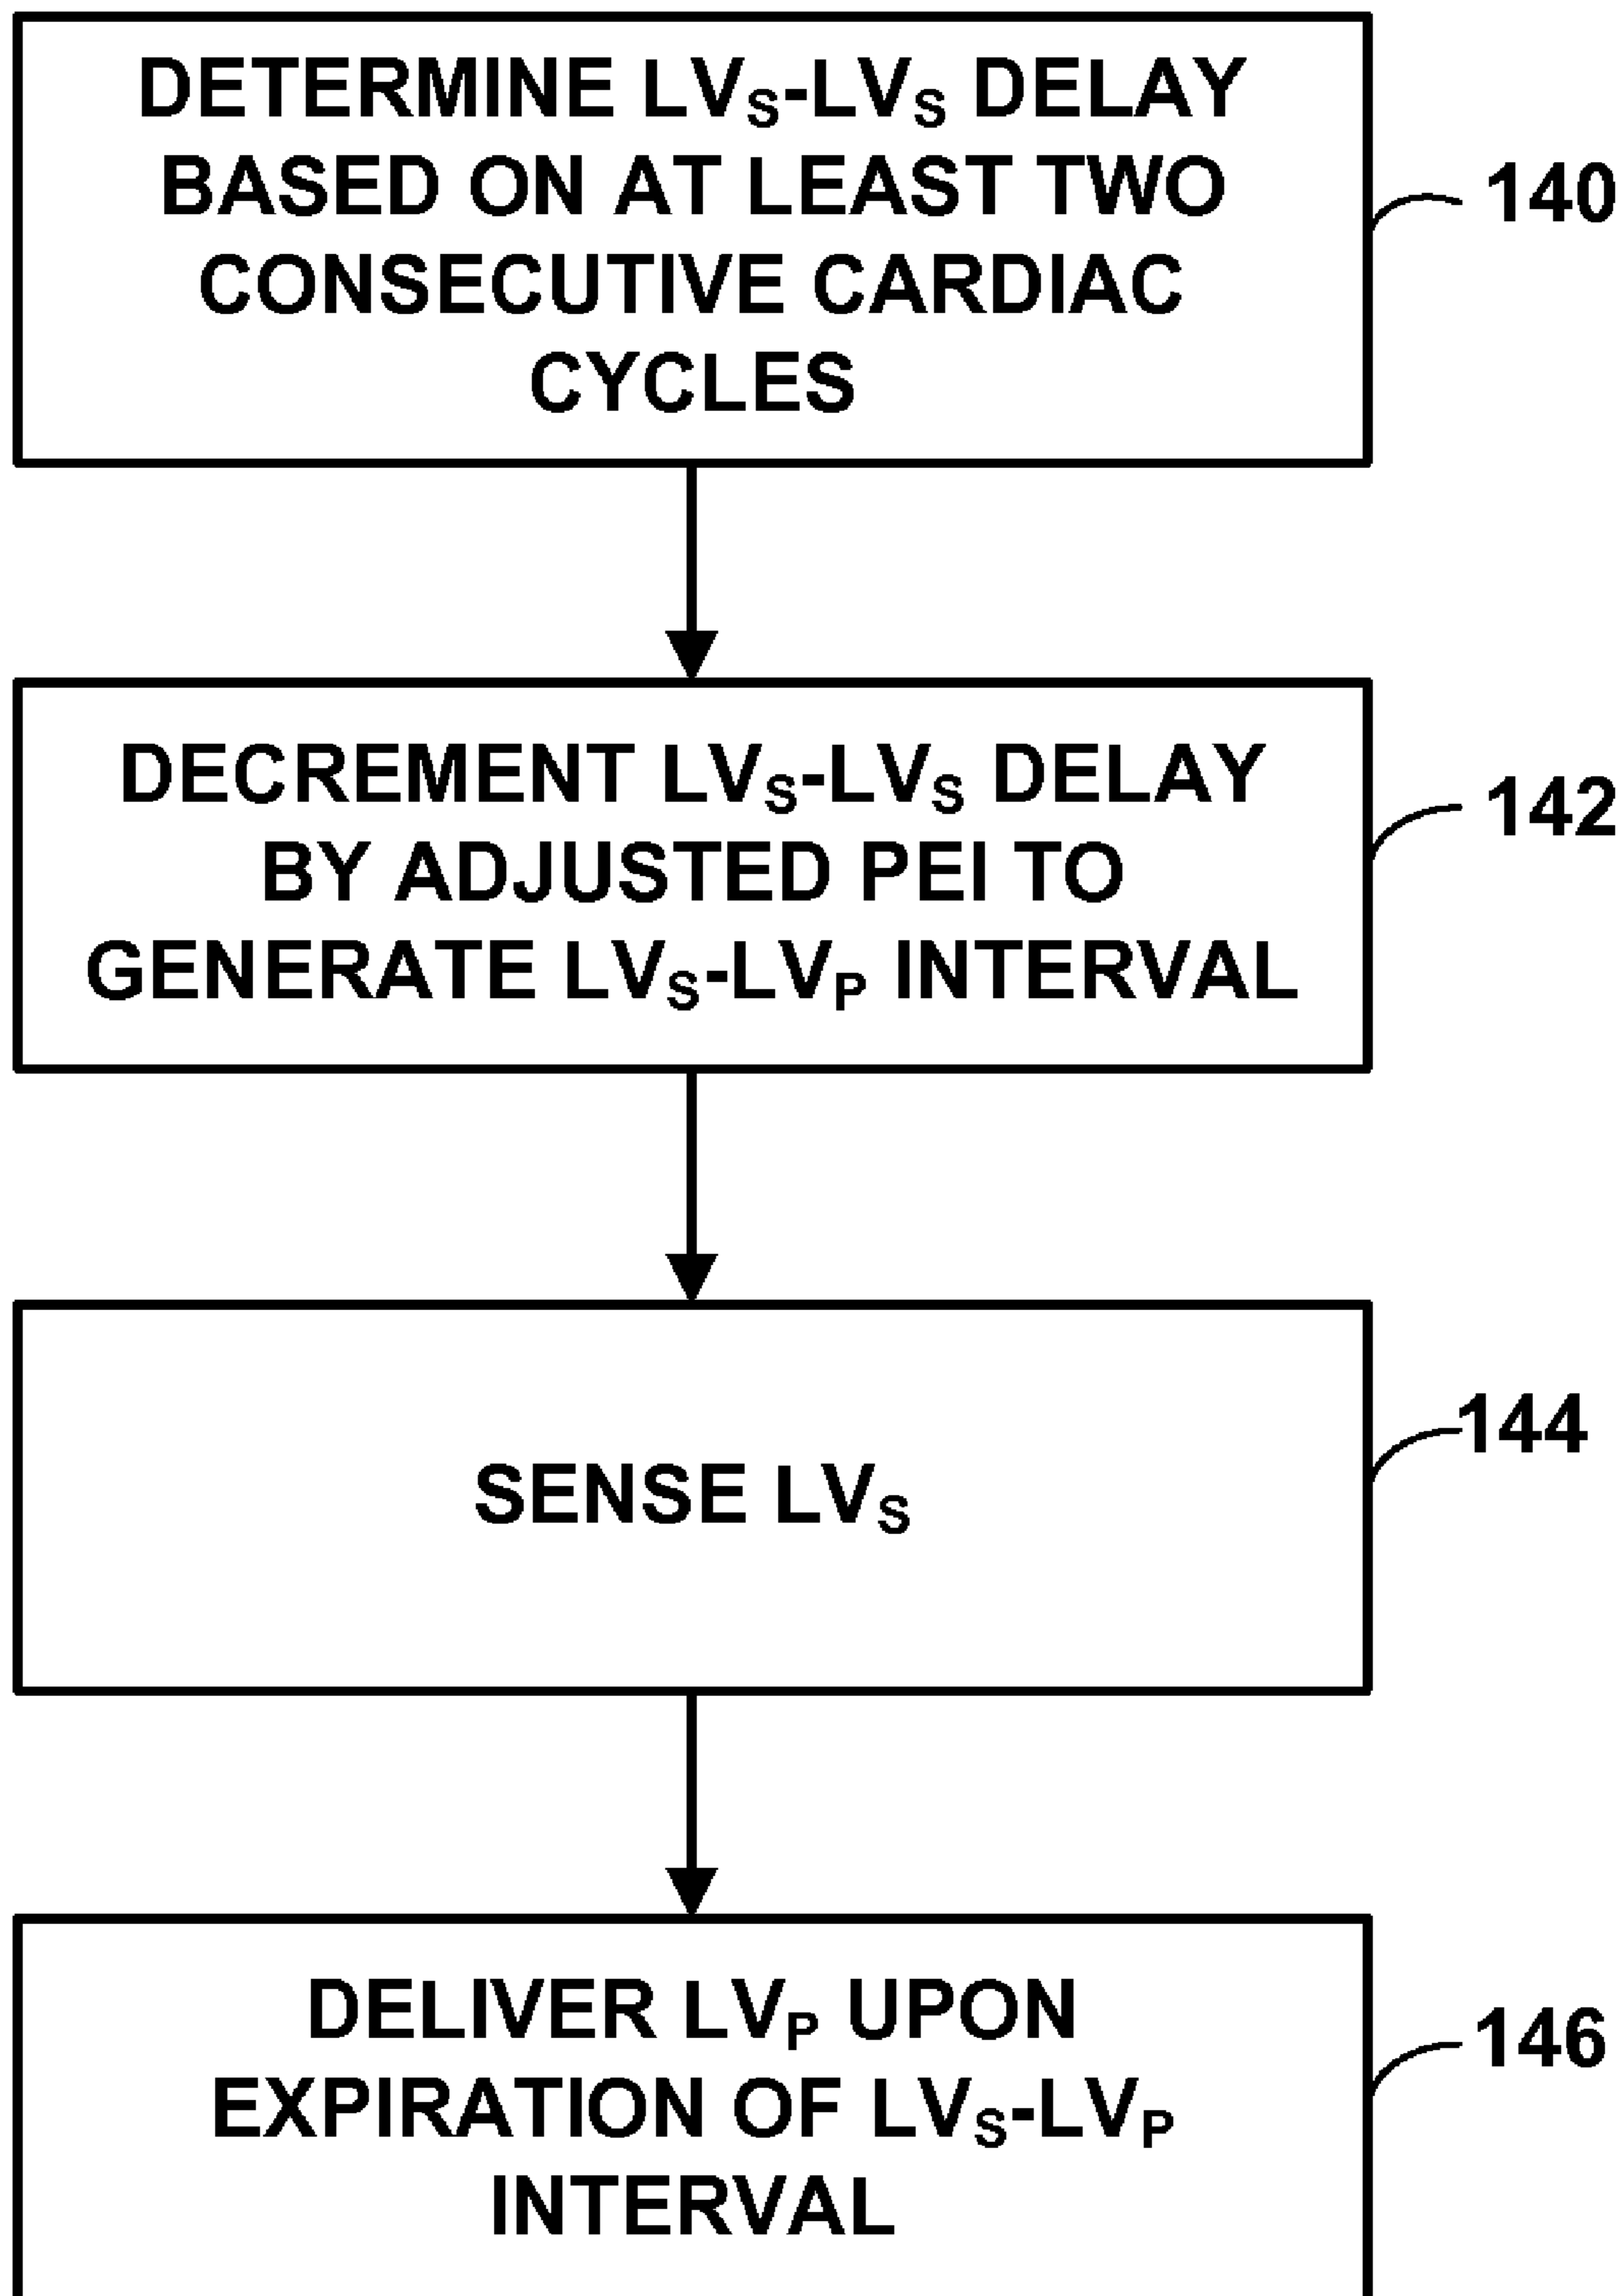 DETERMINE LVS-LVS DELAY
BASED ON AT LEAST TWO
CONSECUTIVE CARDIAC
CYCLES
140
DECREMENT LVS-LVS DELAY
BY ADJUSTED PEI TO
GENERATE LVS-LVP INTERVAL
142
SENSE LVS
144
DELIVER LVP UPON
EXPIRATION OF LVS-LVP
INTERVAL
146